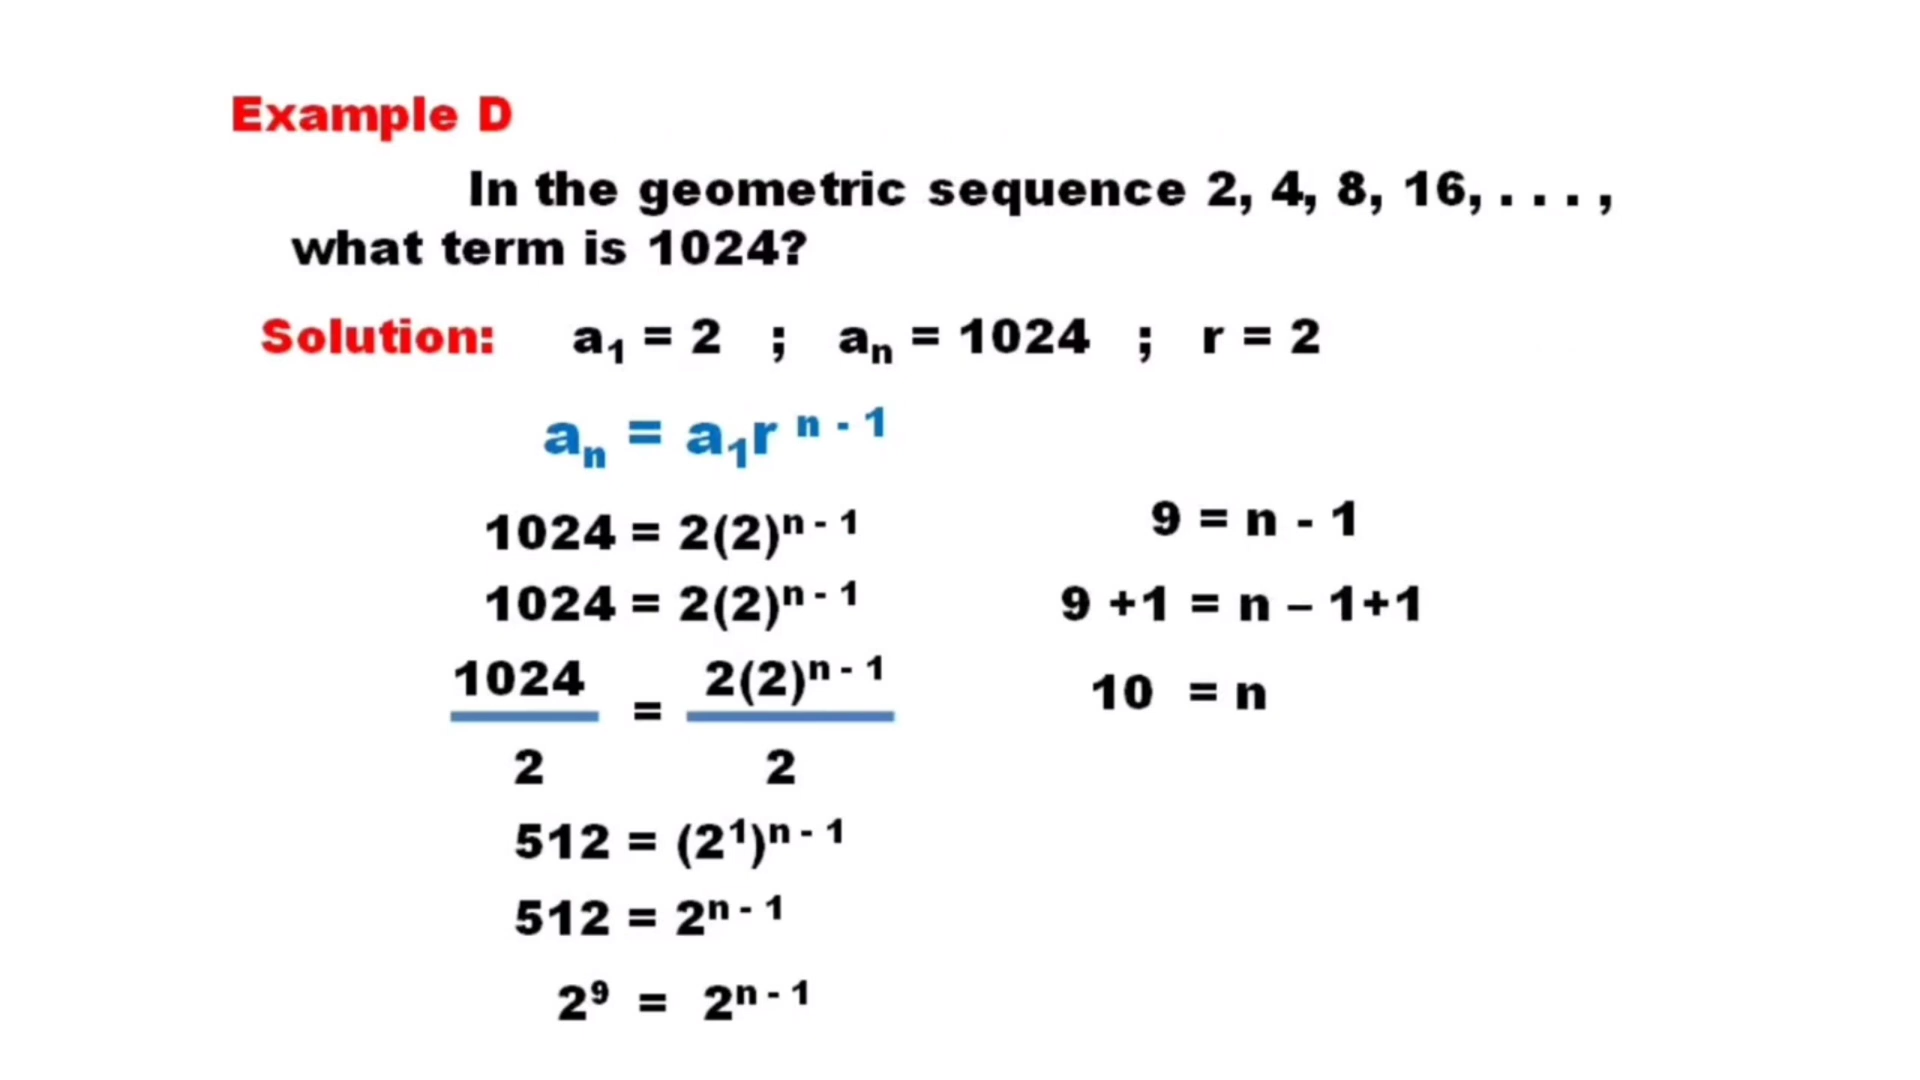 Example D
In the geometric sequence 2, 4, 8, 16, . . . ,
what term is 1024?
Solution: a₁ = 2 ; aₙ = 1024 ; r = 2
aₙ = a₁r ⁿ ⁻ ¹
1024 = 2(2)ⁿ ⁻ ¹
1024 = 2(2)ⁿ ⁻ ¹
1024 = 2(2)ⁿ ⁻ ¹
2 2
512 = (2¹)ⁿ ⁻ ¹
512 = 2ⁿ ⁻ ¹
2⁹ = 2ⁿ ⁻ ¹
9 = n - 1
9 +1 = n – 1+1
10 = n